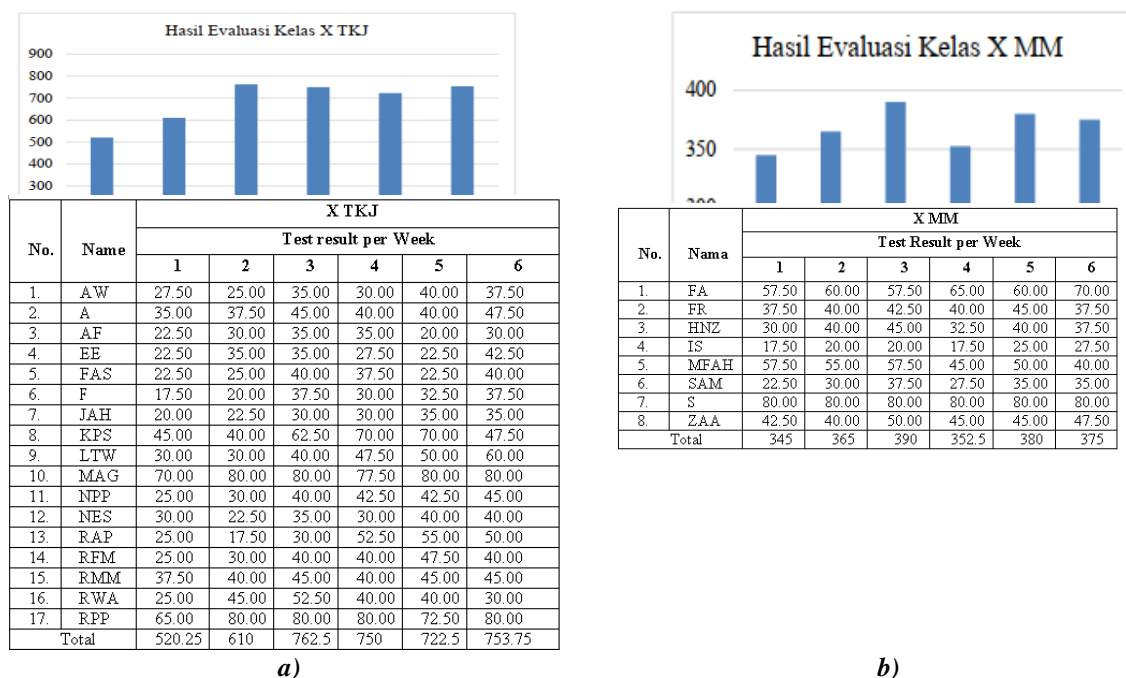 Hasil Evaluasi Kelas X TKJ
900
800
700
600
500
400
300
X TKJ
No. Name Test result per Week
1 2 3 4 5 6
1. AW 27.50 25.00 35.00 30.00 40.00 37.50
2. A 35.00 37.50 45.00 40.00 40.00 47.50
3. AF 22.50 30.00 35.00 35.00 20.00 30.00
4. EE 22.50 35.00 35.00 27.50 22.50 42.50
5. FAS 22.50 25.00 40.00 37.50 22.50 40.00
6. F 17.50 20.00 37.50 30.00 32.50 37.50
7. JAH 20.00 22.50 30.00 30.00 35.00 35.00
8. KPS 45.00 40.00 62.50 70.00 70.00 47.50
9. LTW 30.00 30.00 40.00 47.50 50.00 60.00
10. MAG 70.00 80.00 80.00 77.50 80.00 80.00
11. NPP 25.00 30.00 40.00 42.50 42.50 45.00
12. NES 30.00 22.50 35.00 30.00 40.00 40.00
13. RAP 25.00 17.50 30.00 52.50 55.00 50.00
14. RFM 25.00 30.00 40.00 40.00 47.50 40.00
15. RMM 37.50 40.00 45.00 40.00 45.00 45.00
16. RWA 25.00 45.00 52.50 40.00 40.00 30.00
17. RPP 65.00 80.00 80.00 80.00 72.50 80.00
Total 520.25 610 762.5 750 722.5 753.75
a)
Hasil Evaluasi Kelas X MM
400
350
300
X MM
No. Nama Test Result per Week
1 2 3 4 5 6
1. FA 57.50 60.00 57.50 65.00 60.00 70.00
2. FR 37.50 40.00 42.50 40.00 45.00 37.50
3. HNZ 30.00 40.00 45.00 32.50 40.00 37.50
4. IS 17.50 20.00 20.00 17.50 25.00 27.50
5. MFAH 57.50 55.00 57.50 45.00 50.00 40.00
6. SAM 22.50 30.00 37.50 27.50 35.00 35.00
7. S 80.00 80.00 80.00 80.00 80.00 80.00
8. ZAA 42.50 40.00 50.00 45.00 45.00 47.50
Total 345 365 390 352.5 380 375
b)